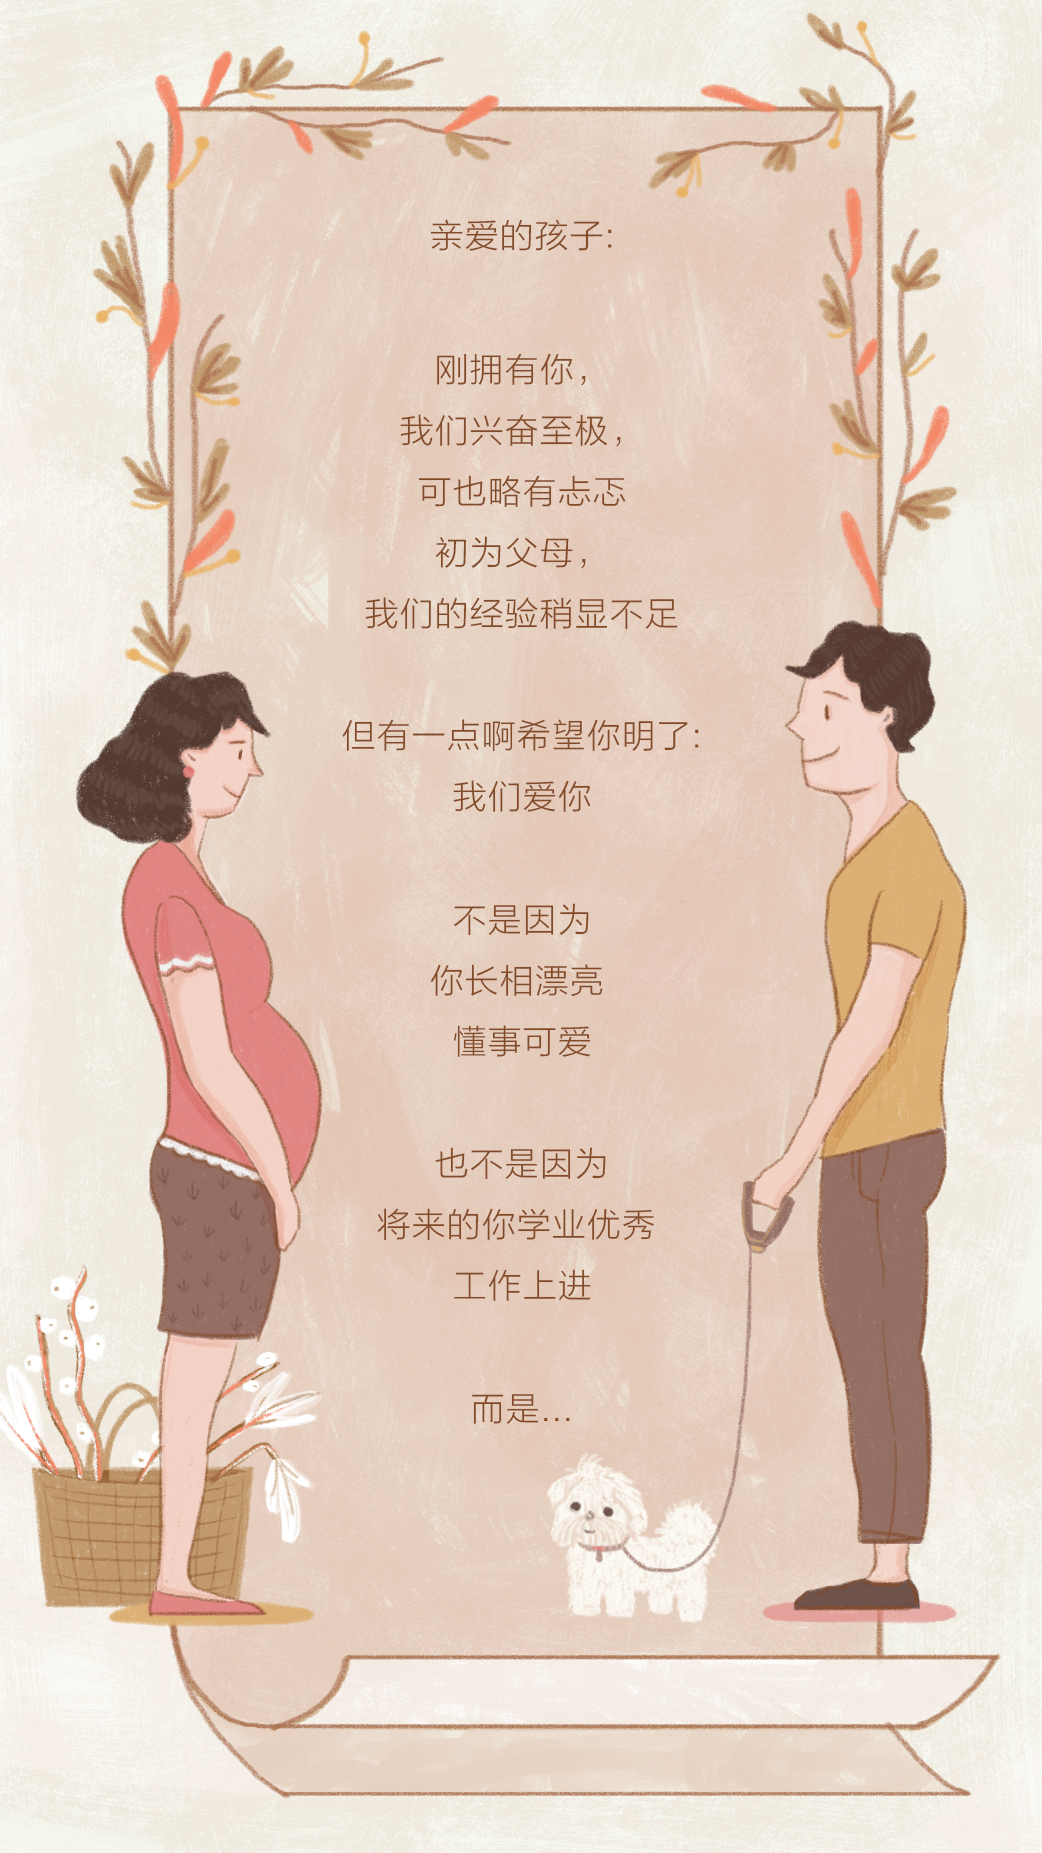 亲爱的孩子:
刚拥有你,
我们兴奋至极,
可也略有忐忑
初为父母,
我们的经验稍显不足
但有一点啊希望你明了:
我们爱你
不是因为
你长相漂亮
懂事可爱
也不是因为
将来的你学业优秀
工作上进
而是...